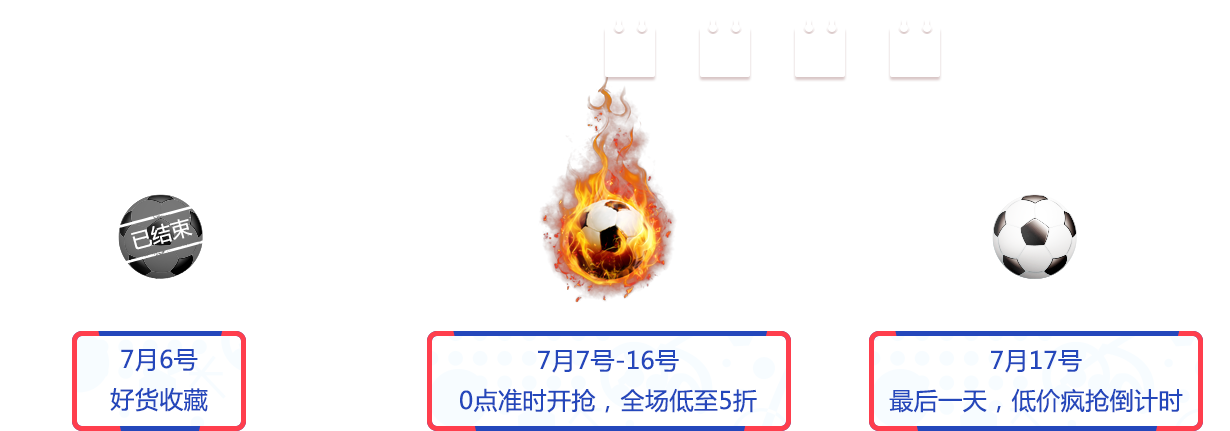 已结束
7月6号
好货收藏
7月7号-16号
0点准时开抢，全场低至5折
7月17号
最后一天，低价疯抢倒计时